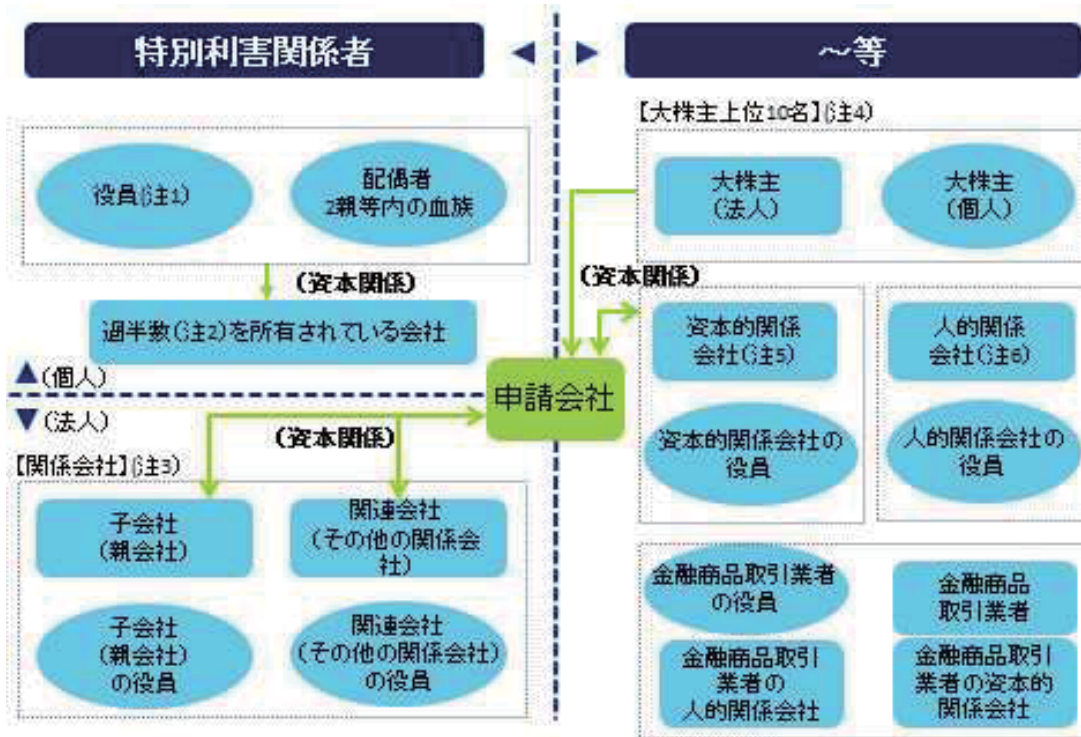 特別利害関係者
～等
役員(注1)
配偶者
2親等内の血族
(資本関係)
過半数(注2)を所有されている会社
▲(個人)
▼(法人)
(資本関係)
【関係会社】(注3)
子会社
(親会社)
関連会社
(その他の関係会
社)
子会社
(親会社)
の役員
関連会社
(その他の関係会社)
の役員
申請会社
【大株主上位10名】(注4)
大株主
(法人)
大株主
(個人)
(資本関係)
資本的関係
会社(注5)
人的関係
会社(注6)
資本的関係会社の
役員
人的関係会社の
役員
金融商品取引業者
の役員
金融商品
取引業者
金融商品取引
業者の
人的関係会社
金融商品取引
業者の資本的
関係会社